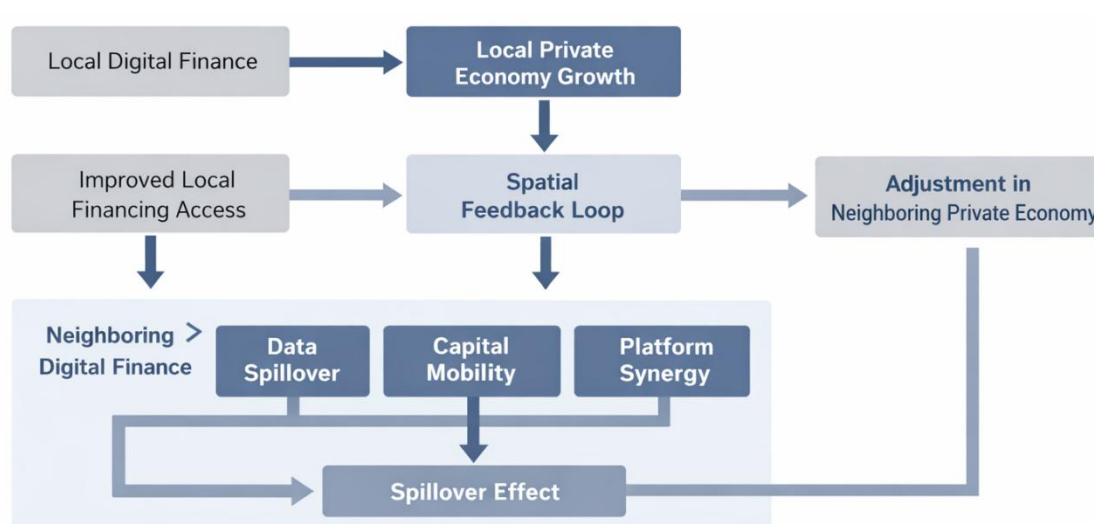 Local Digital Finance
Local Private
Economy Growth
Improved Local
Financing Access
Spatial
Feedback Loop
Adjustment in
Neighboring Private Economy
Neighboring >
Digital Finance
Data
Spillover
Capital
Mobility
Platform
Synergy
Spillover Effect